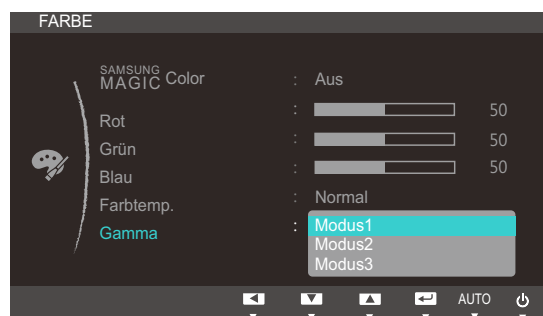 FARBE
SAMSUNG MAGIC Color : Aus
Rot : 50
Grün : 50
Blau : 50
Farbtemp. : Normal
Gamma : Modus1
Modus2
Modus3
AUTO